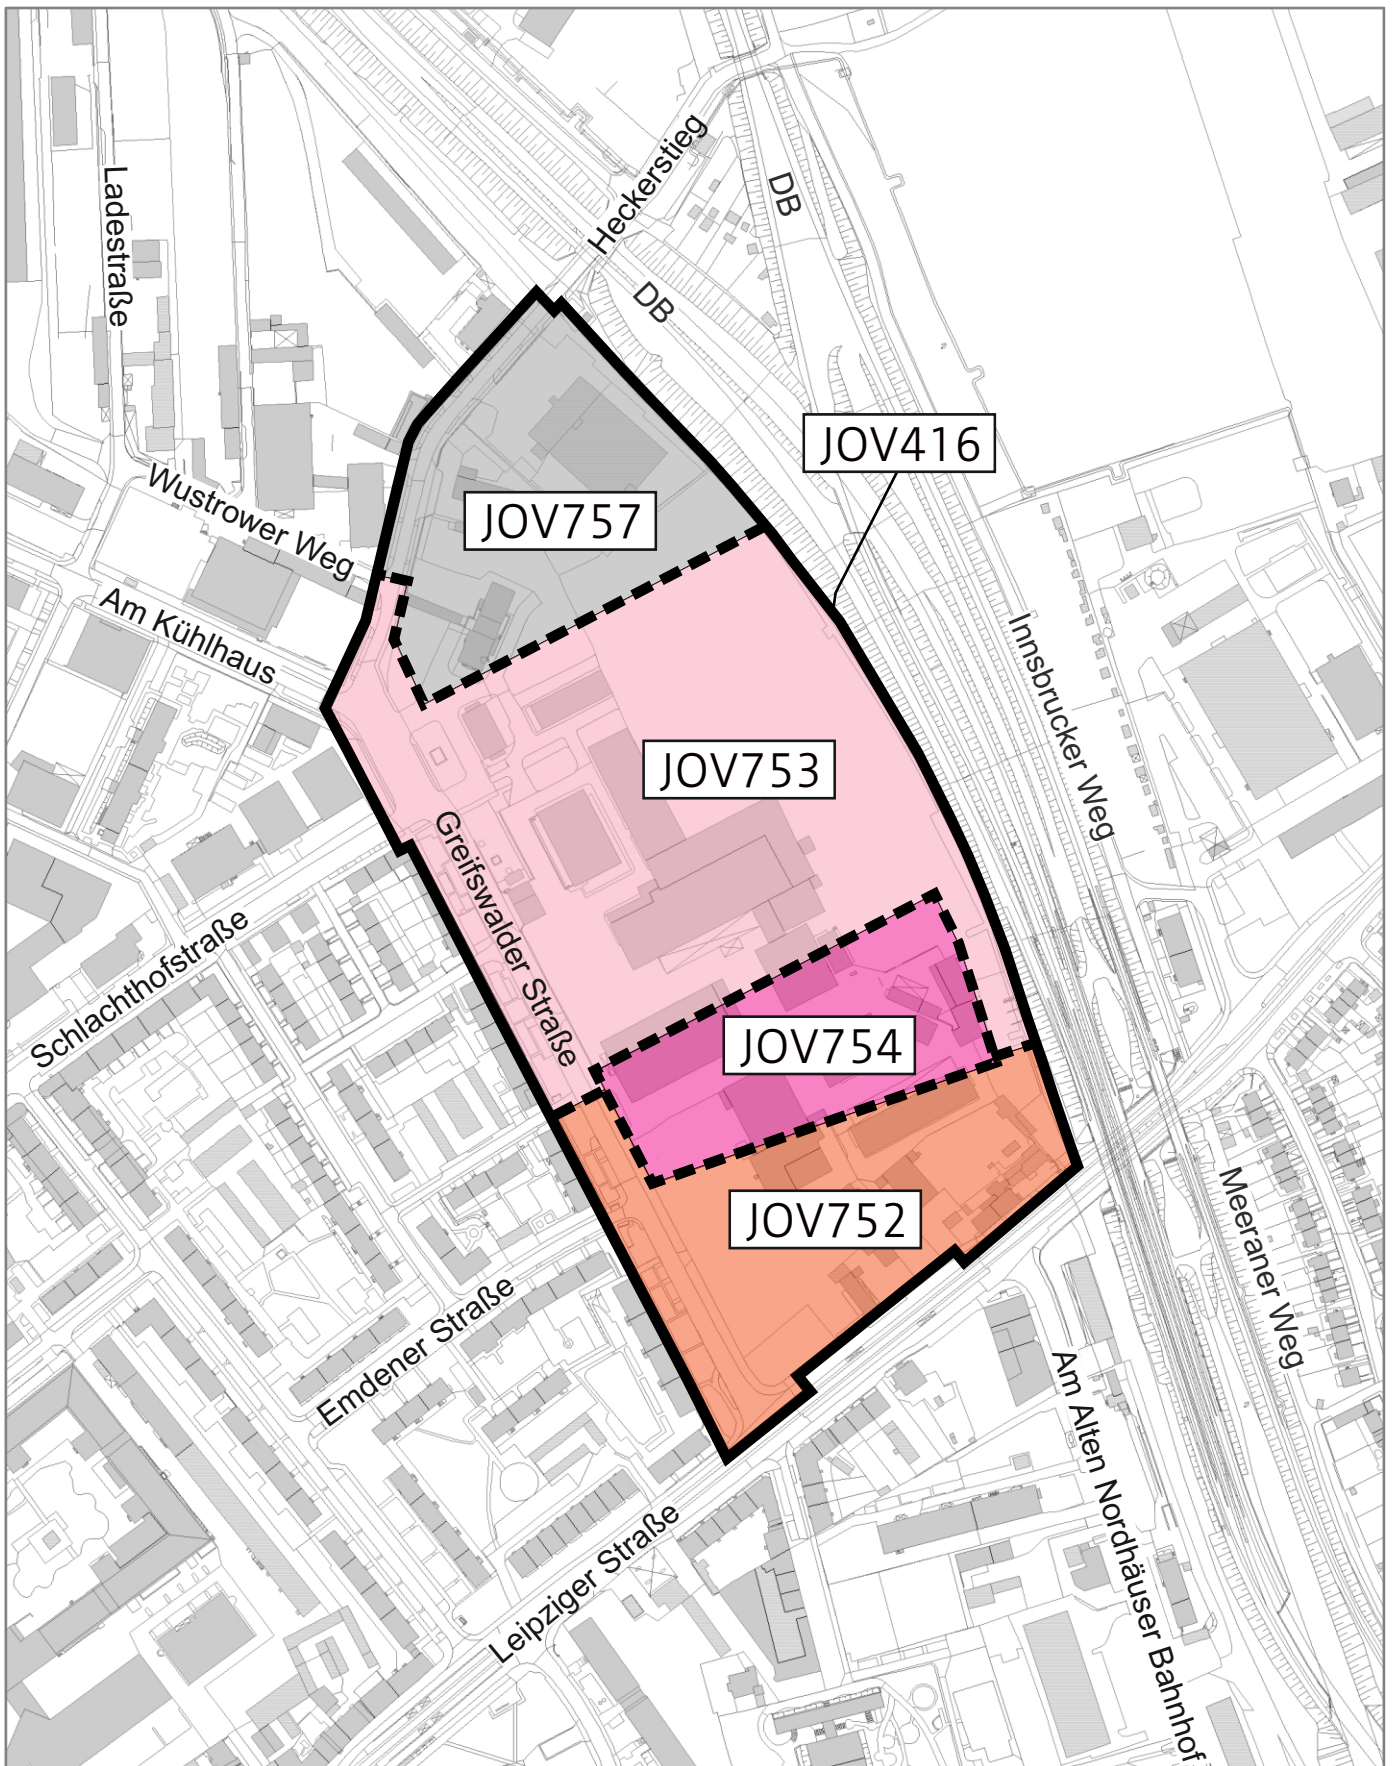 Heckerstieg
DB
Ladestraße
DB
JOV416
Wustrower Weg
JOV757
Am Kühlhaus
Innsbrucker Weg
JOV753
Greifswalder Straße
Schlachthofstraße
JOV754
JOV752
Meeraner Weg
Emdener Straße
Am Alten Nordhäuser Bahnhof
Leipziger Straße